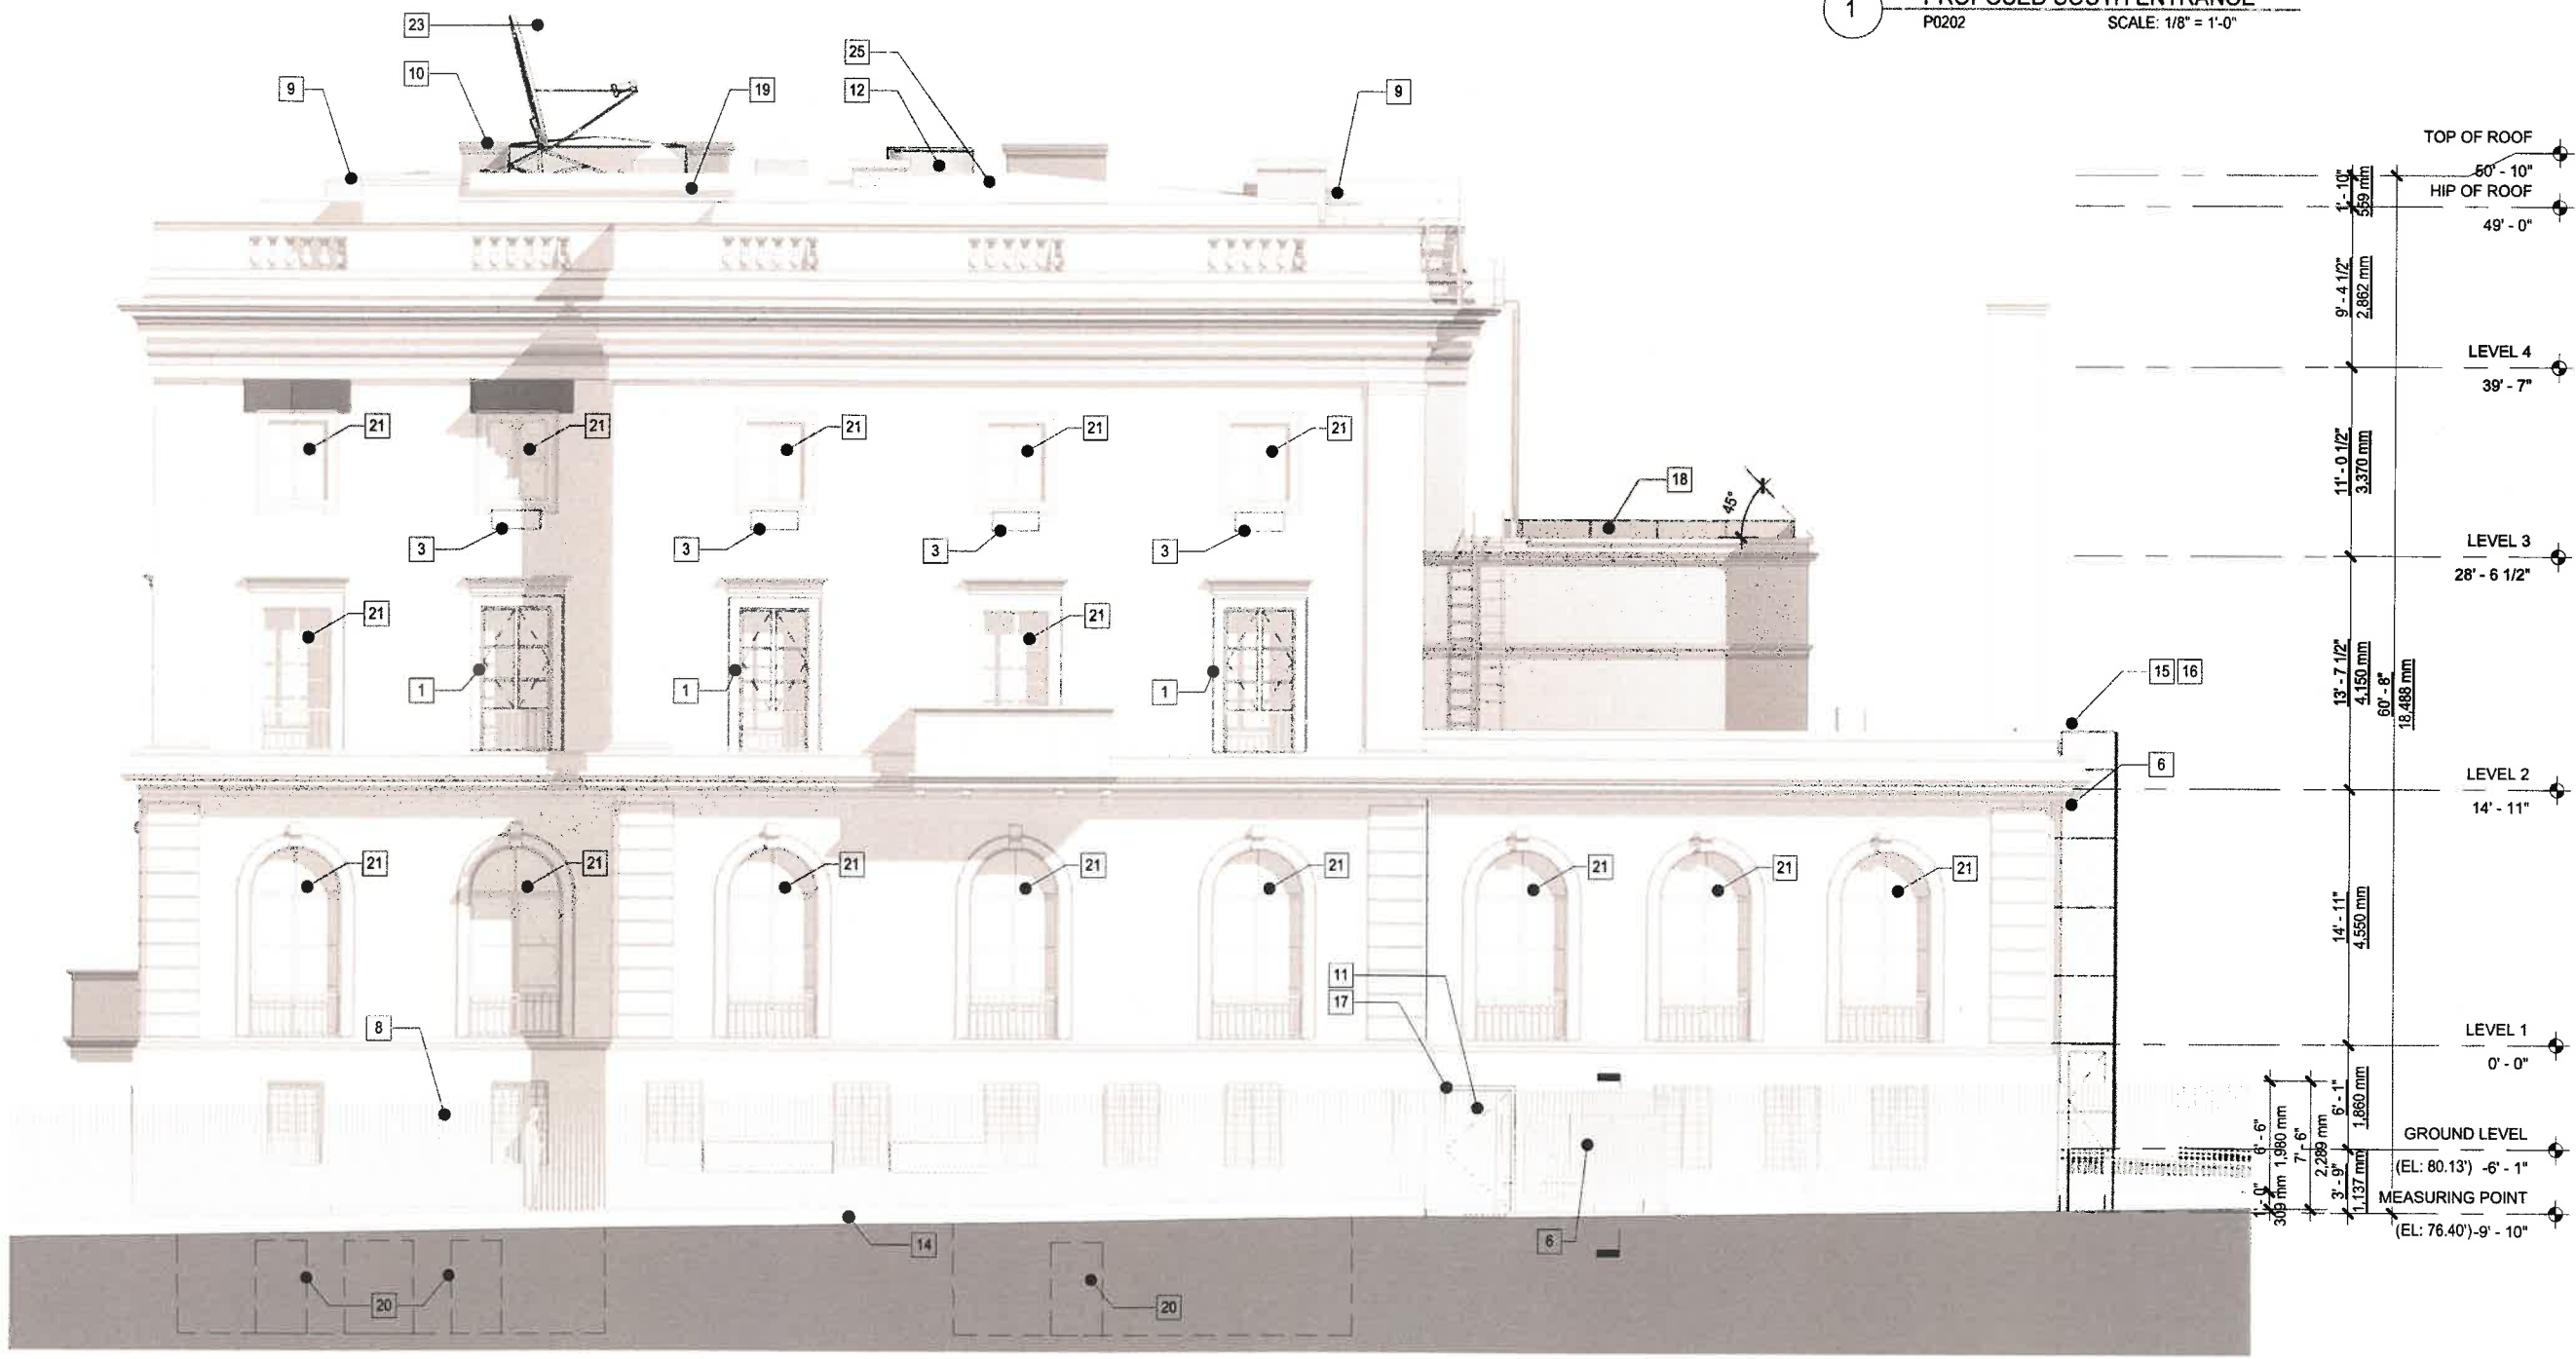 1
PROPOSED SOUTH ENTRANCE
P0202 SCALE: 1/8" = 1'-0"
23
25
10
9
19
12
9
TOP OF ROOF
50' - 10"
HIP OF ROOF
49' - 0"
1' - 10"
559 mm
9' - 4 1/2"
2,862 mm
LEVEL 4
39' - 7"
21
21
21
21
21
11' - 0 1/2"
3,370 mm
18
45°
3
3
3
3
LEVEL 3
28' - 6 1/2"
21
21
1
1
1
15 16
13' - 7 1/2"
4,150 mm
60' - 8"
18,488 mm
6
LEVEL 2
14' - 11"
21
21
21
21
21
21
21
21
14' - 11"
4,550 mm
11
17
8
LEVEL 1
0' - 0"
6' - 1"
1,860 mm
6' - 6"
1,980 mm
7' - 6"
2,289 mm
GROUND LEVEL
(EL: 80.13') -6' - 1"
3' - 9"
1,137 mm
309 mm
MEASURING POINT
(EL: 76.40')-9' - 10"
14
6
20
20